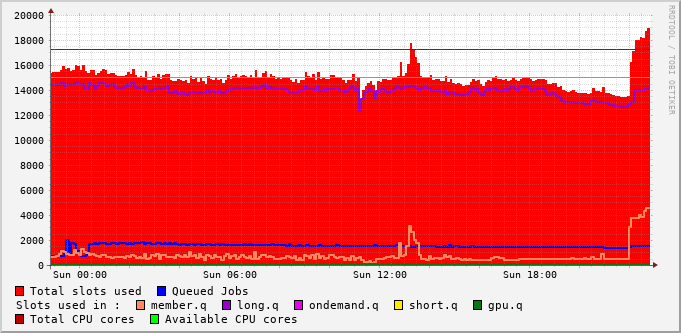 20000
18000
16000
14000
12000
10000
8000
6000
4000
2000
0
Sun 00:00 Sun 06:00 Sun 12:00 Sun 18:00
RRDTOOL / TOBI OETIKER
Total slots used Queued Jobs
Slots used in : member.q long.q ondemand.q short.q gpu.q
Total CPU cores Available CPU cores